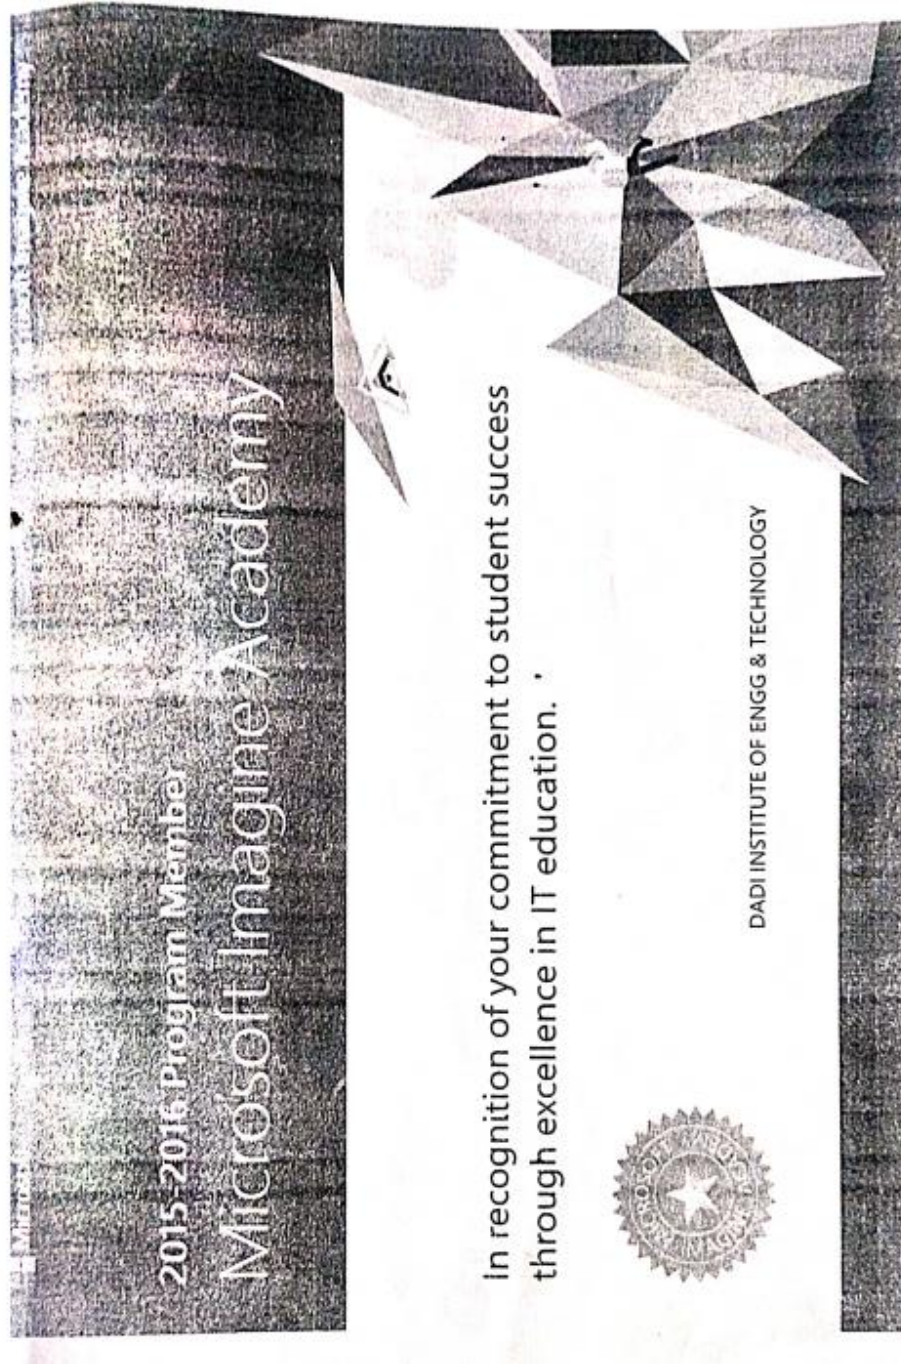 Microsoft
2015-2016 Program Member
Microsoft Imagine Academy
In recognition of your commitment to student success
through excellence in IT education.
DADI INSTITUTE OF ENGG & TECHNOLOGY